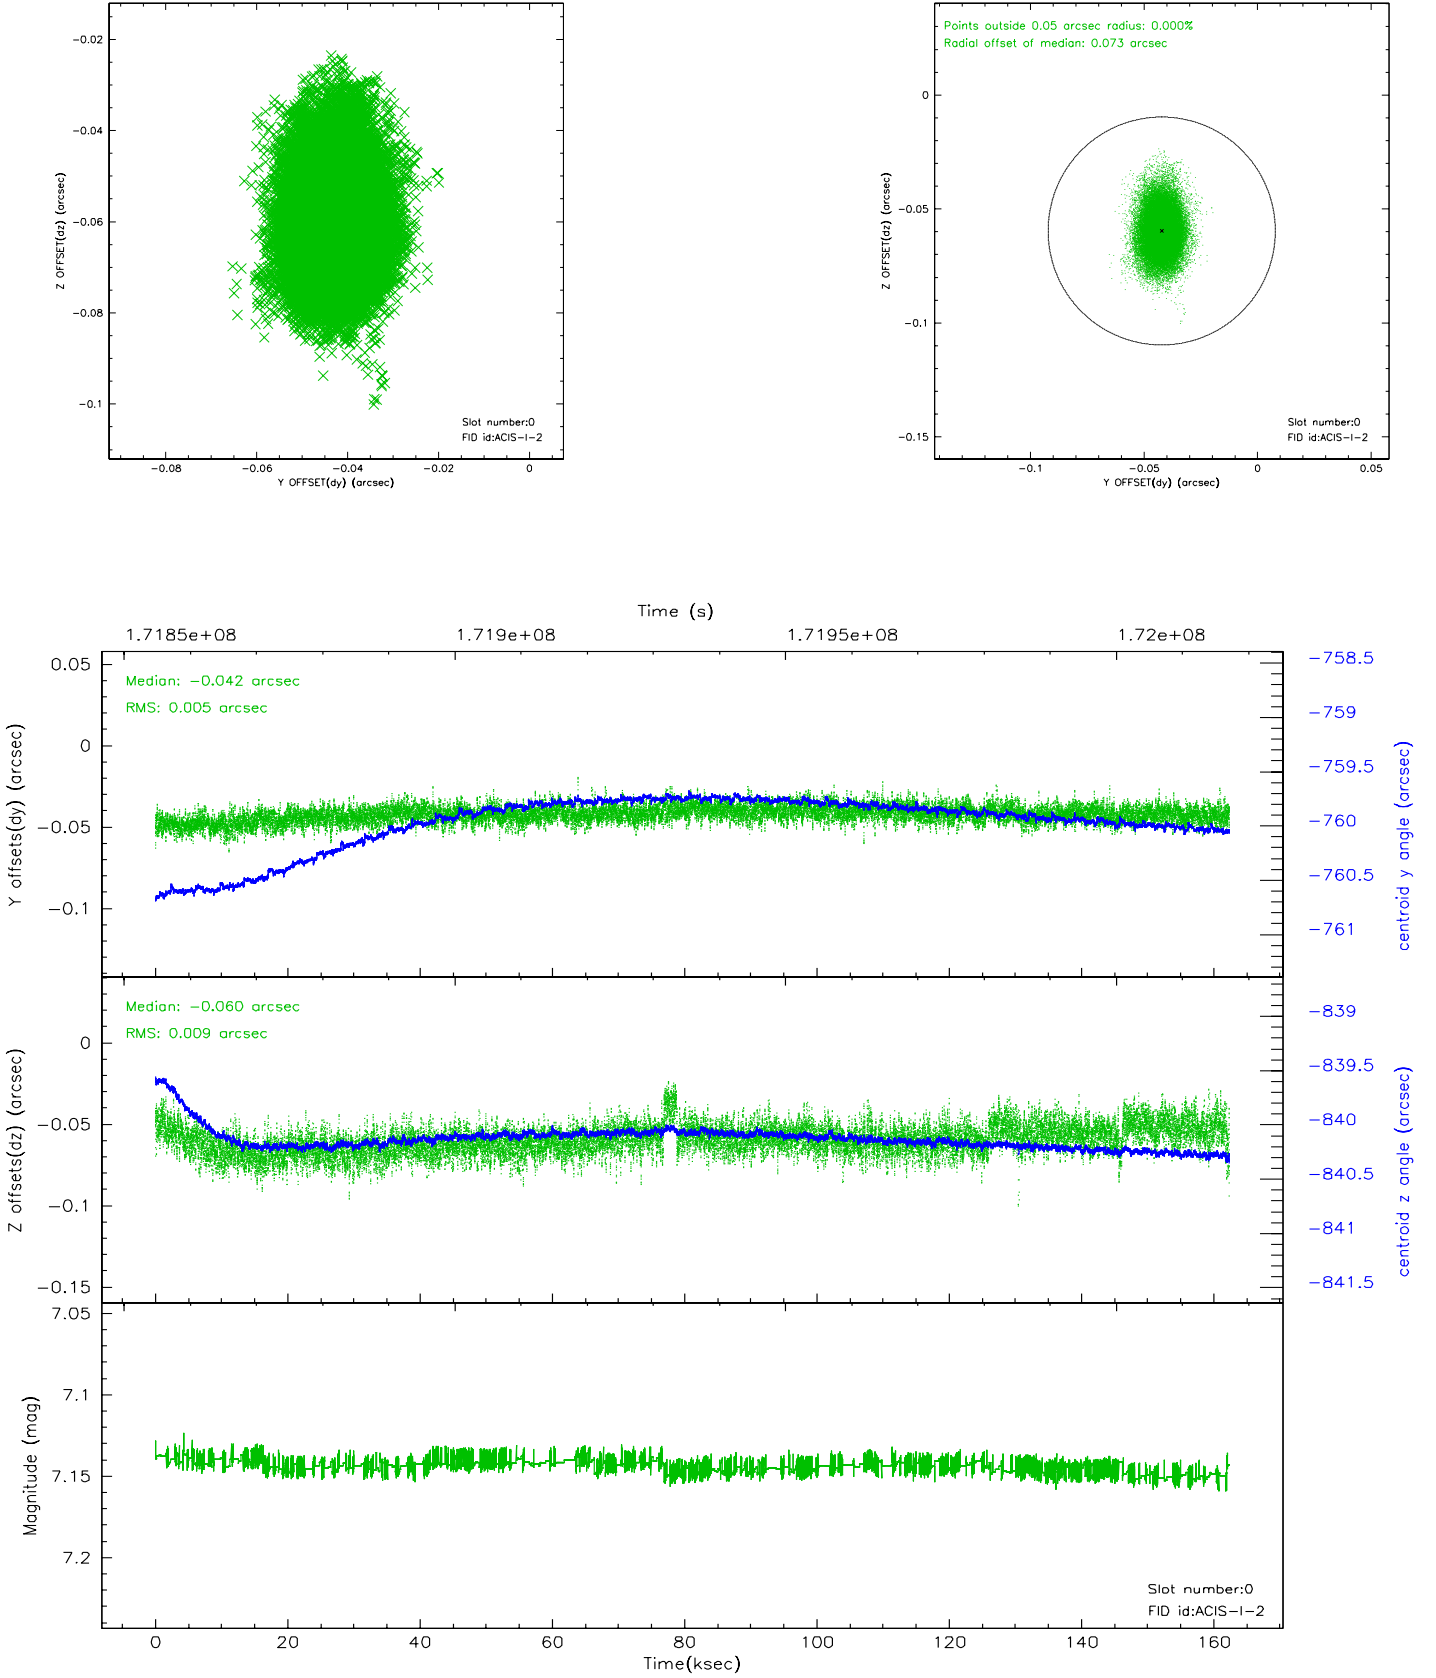 -0.02
-0.04
-0.06
-0.08
-0.1
Z OFFSET(dz) (arcsec)
Slot number:0
FID id:ACIS-I-2
-0.08 -0.06 -0.04 -0.02 0
Y OFFSET(dy) (arcsec)
Points outside 0.05 arcsec radius: 0.000%
Radial offset of median: 0.073 arcsec
0
-0.05
-0.1
-0.15
Z OFFSET(dz) (arcsec)
Slot number:0
FID id:ACIS-I-2
-0.1 -0.05 0 0.05
Y OFFSET(dy) (arcsec)
Time (s)
1.7185e+08 1.719e+08 1.7195e+08 1.72e+08
Median: -0.042 arcsec
RMS: 0.005 arcsec
0.05
0
-0.05
-0.1
Y offsets(dy) (arcsec)
-758.5
-759
-759.5
-760
-760.5
-761
centroid y angle (arcsec)
Median: -0.060 arcsec
RMS: 0.009 arcsec
0
-0.05
-0.1
-0.15
Z offsets(dz) (arcsec)
-839
-839.5
-840
-840.5
-841
-841.5
centroid z angle (arcsec)
7.05
7.1
7.15
7.2
Magnitude (mag)
Slot number:0
FID id:ACIS-I-2
0 20 40 60 80 100 120 140 160
Time(ksec)